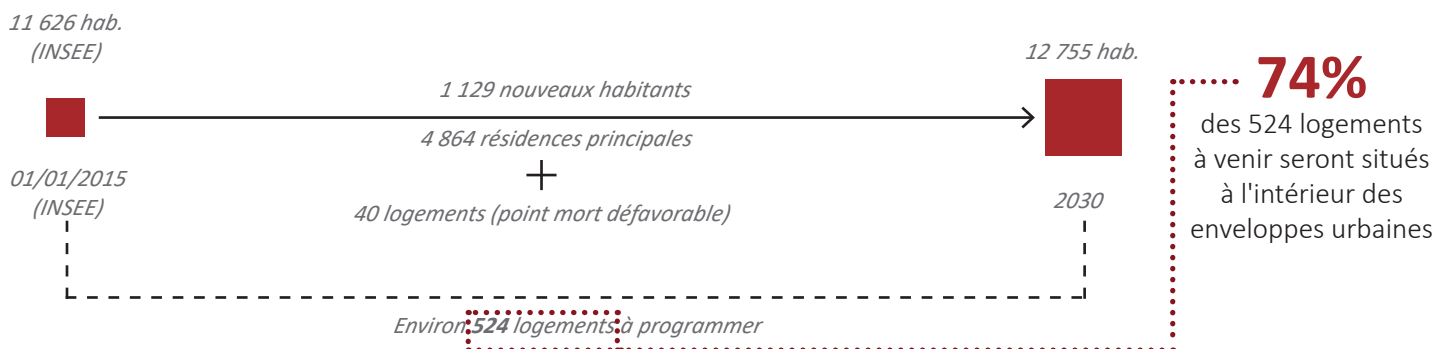 11 626 hab.
(INSEE)
12 755 hab.
1 129 nouveaux habitants
4 864 résidences principales
+
40 logements (point mort défavorable)
01/01/2015
(INSEE)
2030
Environ 524 logements à programmer
74%
des 524 logements
à venir seront situés
à l'intérieur des
enveloppes urbaines